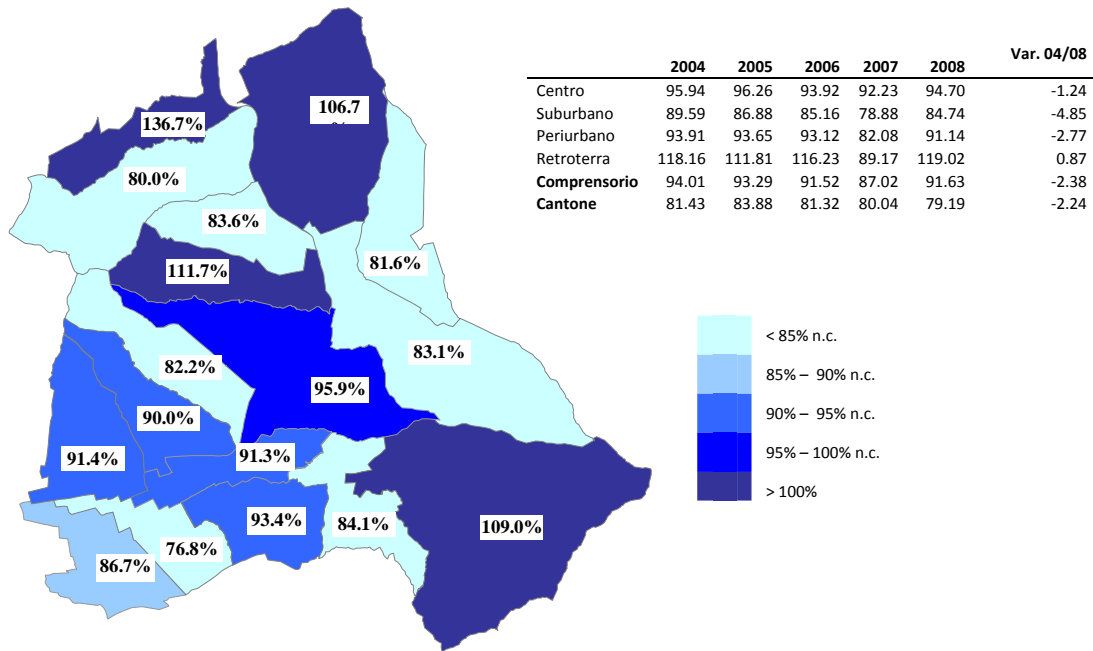 2004 2005 2006 2007 2008 Var. 04/08
Centro 95.94 96.26 93.92 92.23 94.70 -1.24
Suburbano 89.59 86.88 85.16 78.88 84.74 -4.85
Periurbano 93.91 93.65 93.12 82.08 91.14 -2.77
Retroterra 118.16 111.81 116.23 89.17 119.02 0.87
Comprensorio 94.01 93.29 91.52 87.02 91.63 -2.38
Cantone 81.43 83.88 81.32 80.04 79.19 -2.24
106.7
136.7%
80.0%
83.6%
81.6%
111.7%
83.1%
82.2%
95.9%
90.0%
91.4%
91.3%
93.4%
84.1%
109.0%
76.8%
86.7%
< 85% n.c.
85% – 90% n.c.
90% – 95% n.c.
95% – 100% n.c.
> 100%